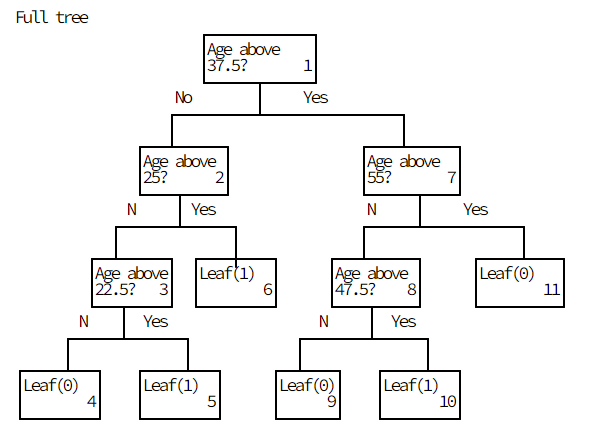 Full tree
Age above
37.5? 1
No Yes
Age above
25? 2
Age above
55? 7
N Yes
N Yes
Age above
22.5? 3
Leaf(1)
6
Age above
47.5? 8
Leaf(0)
11
N Yes
N Yes
Leaf(0)
4
Leaf(1)
5
Leaf(0)
9
Leaf(1)
10